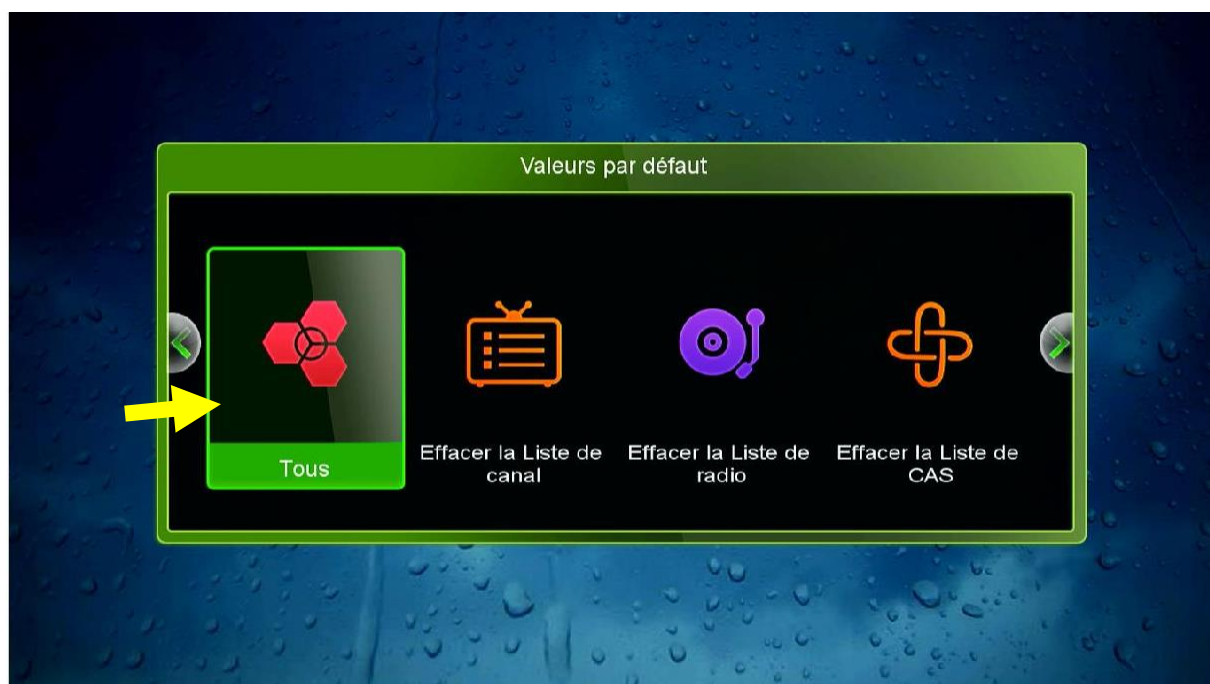 Valeurs par défaut
Tous
Effacer la Liste de
canal
Effacer la Liste de
radio
Effacer la Liste de
CAS